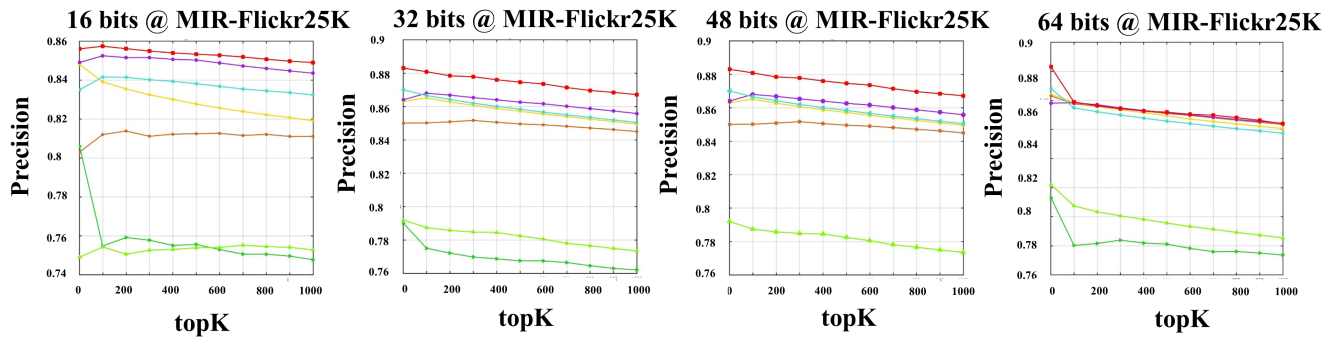 16 bits @ MIR-Flickr25K
Precision
0.86
0.84
0.82
0.8
0.78
0.76
0.74
0 200 400 600 800 1000
topK
32 bits @ MIR-Flickr25K
Precision
0.9
0.88
0.86
0.84
0.82
0.8
0.78
0.76
0 200 400 600 800 1000
topK
48 bits @ MIR-Flickr25K
Precision
0.9
0.88
0.86
0.84
0.82
0.8
0.78
0.76
0 200 400 600 800 1000
topK
64 bits @ MIR-Flickr25K
Precision
0.9
0.88
0.86
0.84
0.82
0.8
0.78
0.76
0 200 400 600 800 1000
topK